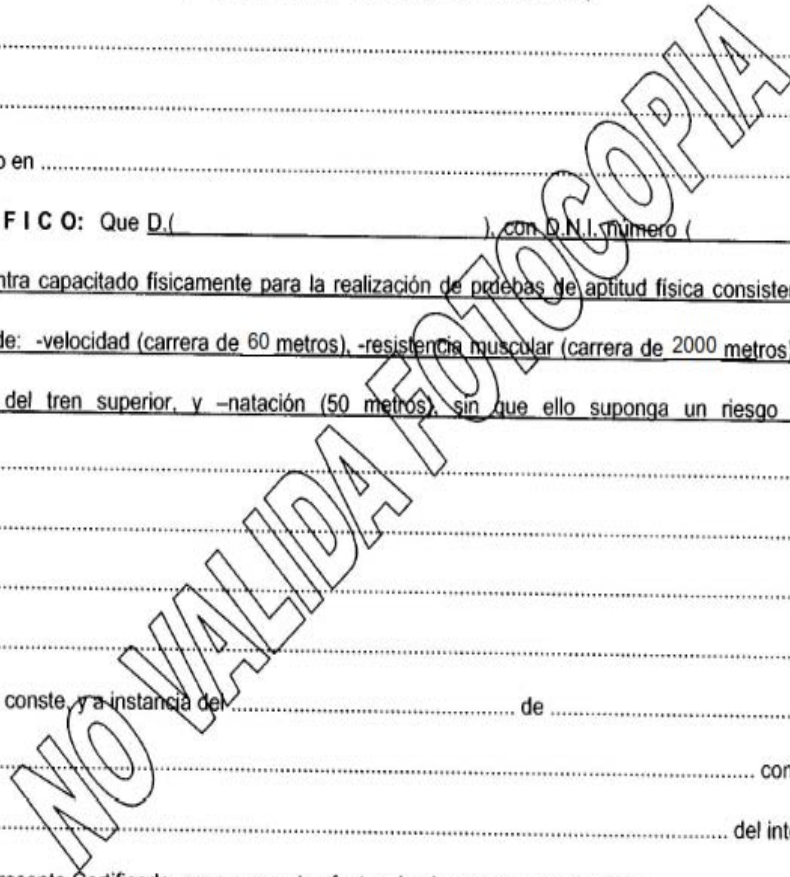 o en
F I C O: Que D.( ), con D.N.I. número (
ntra capacitado físicamente para la realización de pruebas de aptitud física consisten
de: -velocidad (carrera de 60 metros), -resistencia muscular (carrera de 2000 metros)
del tren superior, y –natación (50 metros), sin que ello suponga un riesgo
conste, y a instancia del de
con
del inte
NO VALIDA FOTOCOPIA